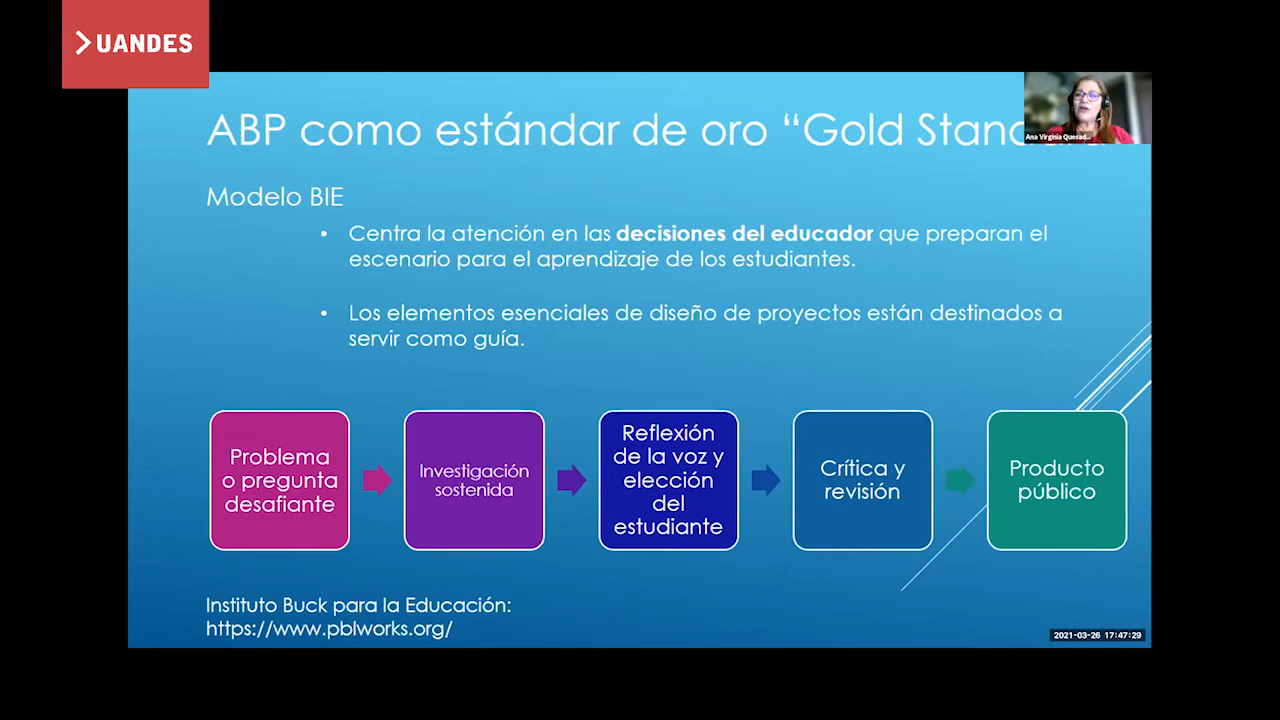 UANDES
ABP como estándar de oro “Gold
Ana Virginia Quesad...
Modelo BIE
• Centra la atención en las decisiones del educador que preparan el
escenario para el aprendizaje de los estudiantes.
• Los elementos esenciales de diseño de proyectos están destinados a
servir como guía.
Problema
o pregunta
desafiante
Investigación
sostenida
Reflexión
de la voz y
elección
del
estudiante
Crítica y
revisión
Producto
público
Instituto Buck para la Educación:
https://www.pblworks.org/
2021-03-26 17:47:29